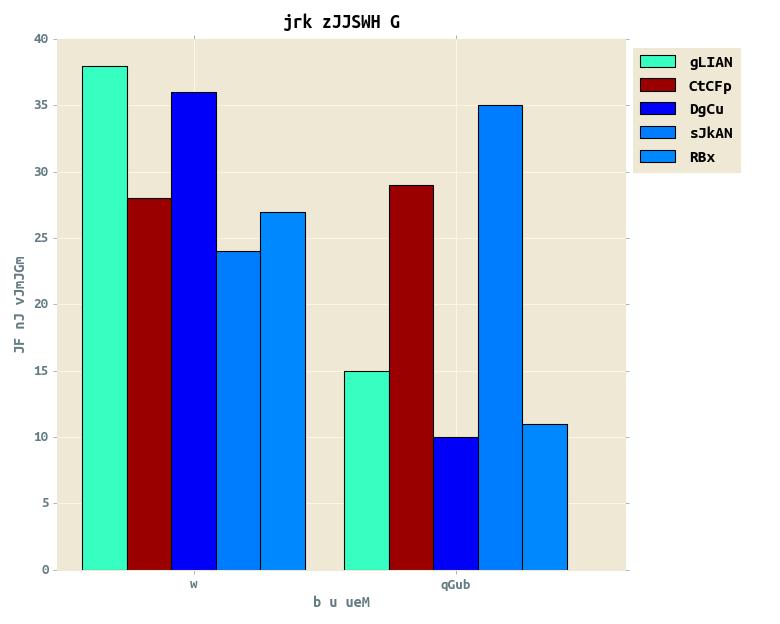 jrk zJJSWH G
40
35
30
25
20
15
10
5
0
JF nJ vJmJGm
w
qGub
b u ueM
gLIAN
CtCFp
DgCu
sJkAN
RBx